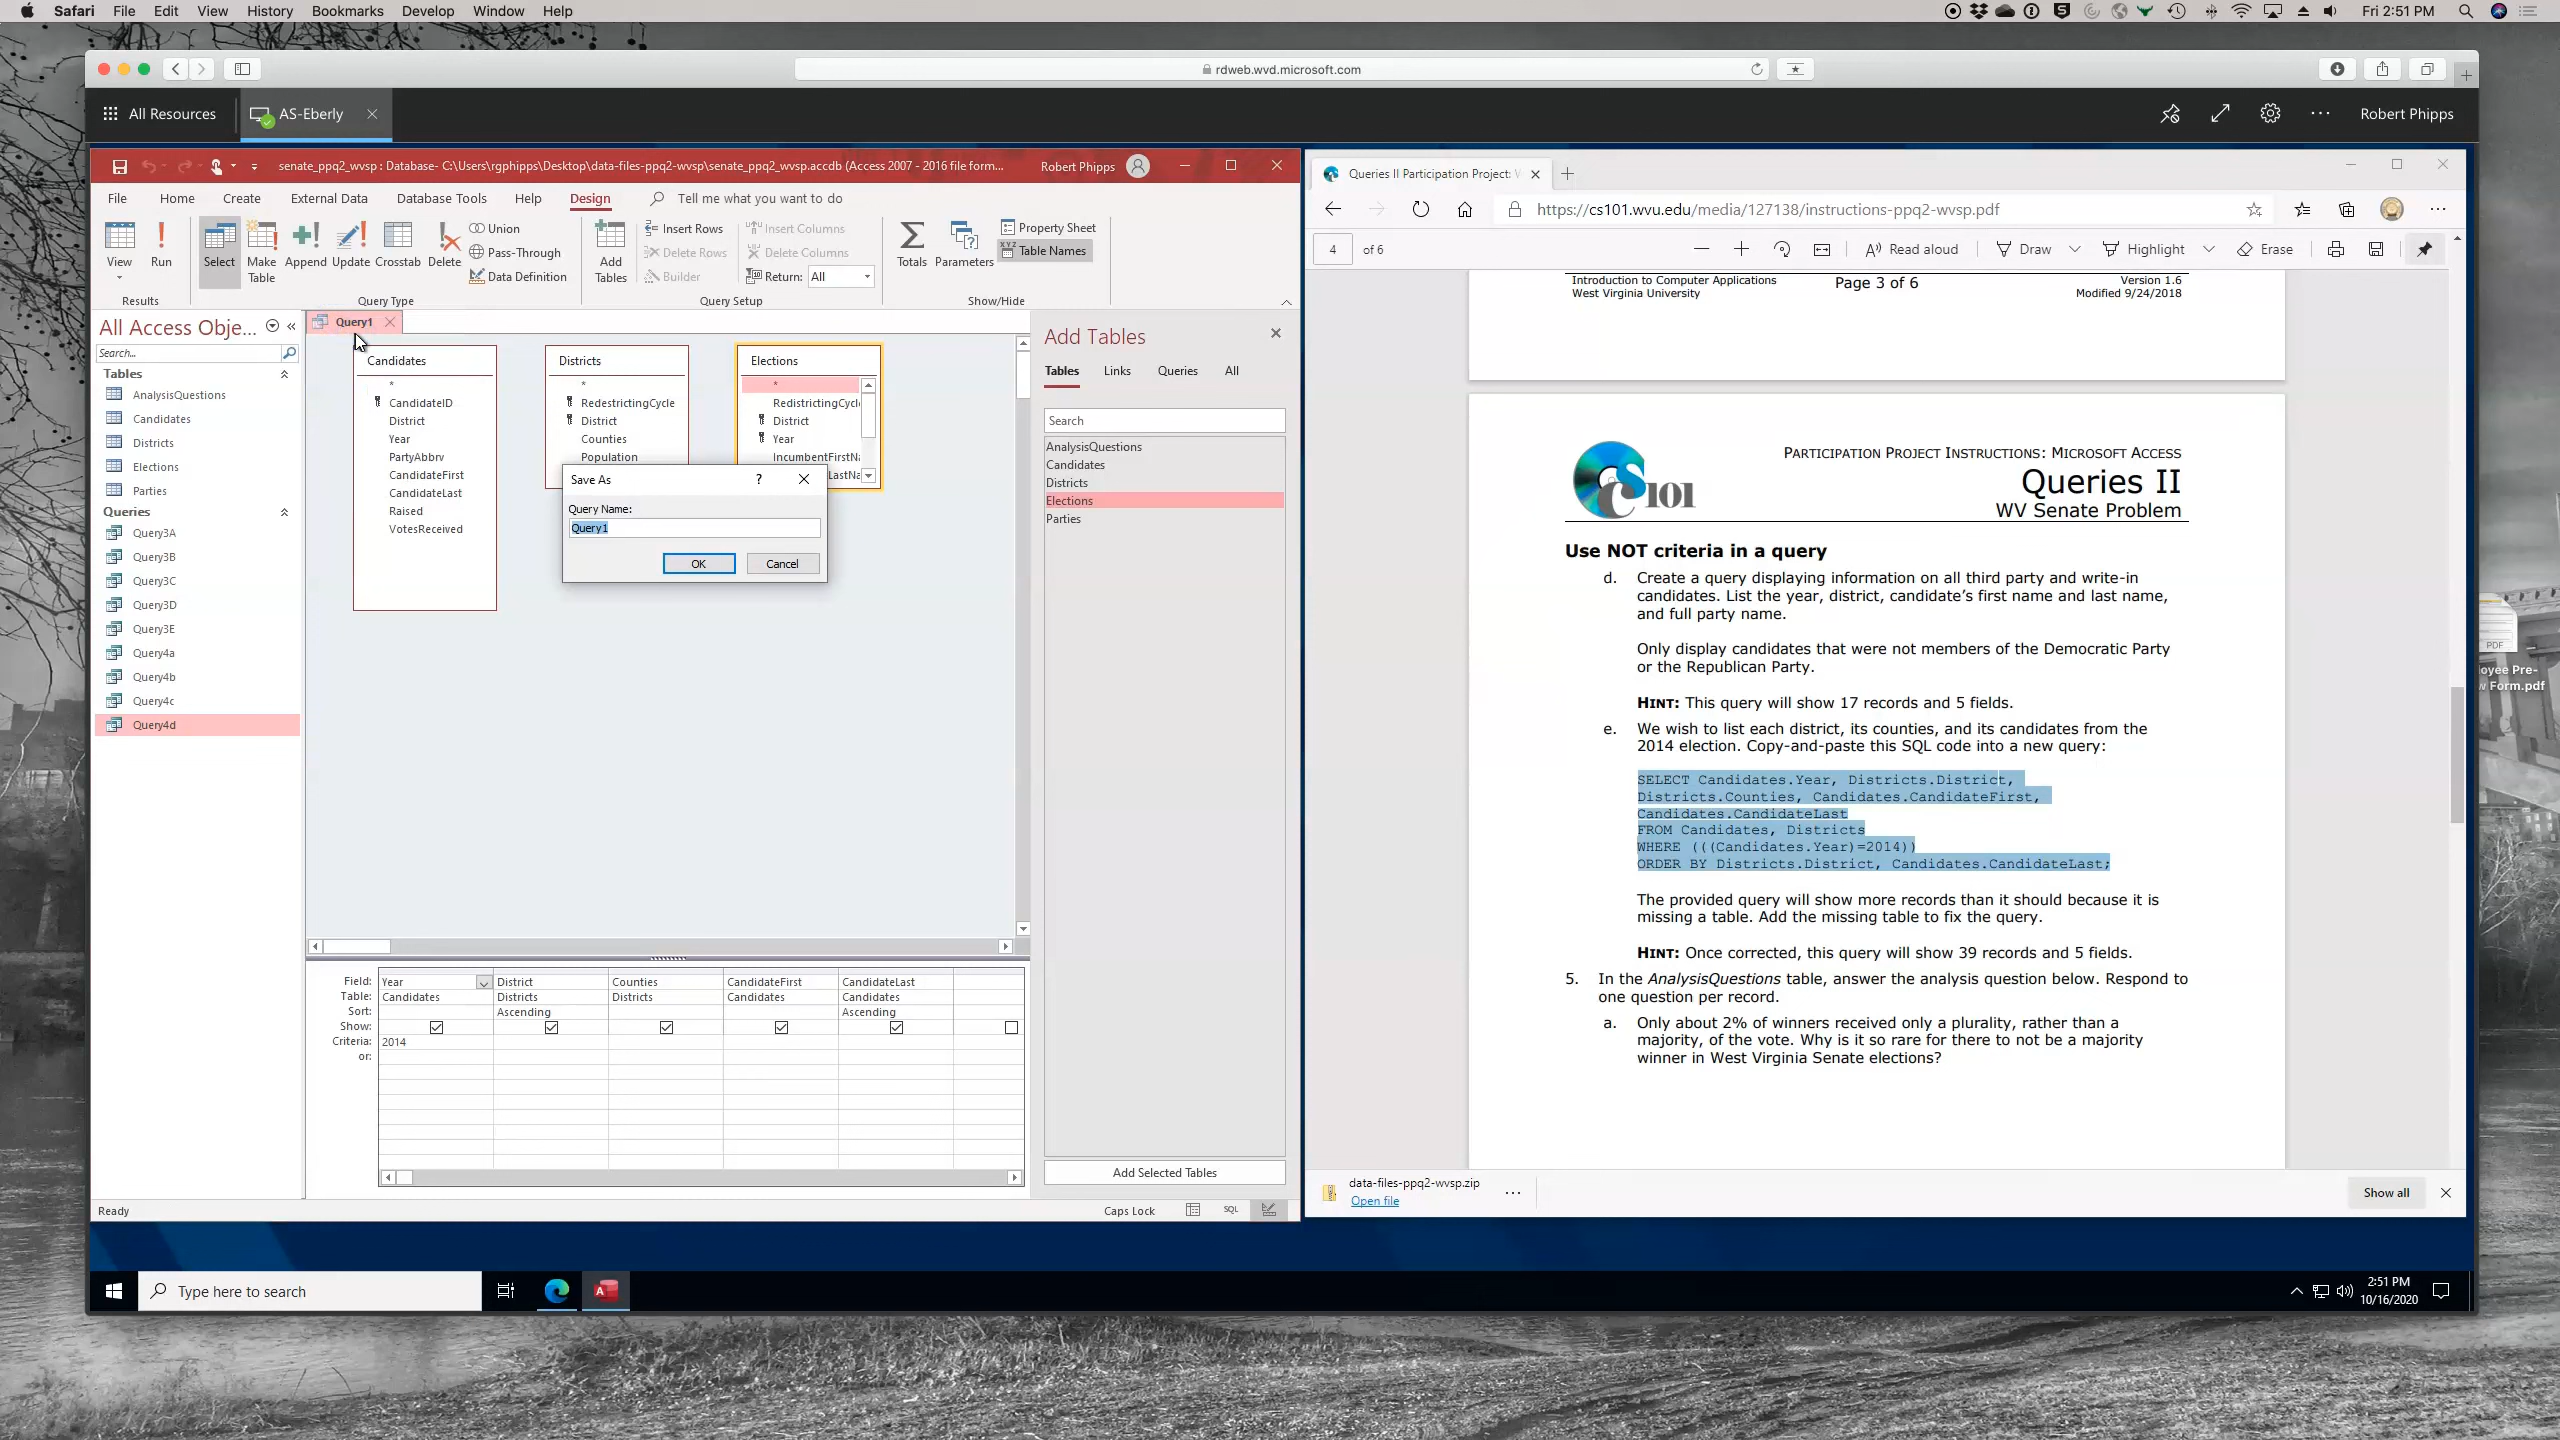 Safari File Edit View History Bookmarks Develop Window Help
Fri 2:51 PM
rdweb.wvd.microsoft.com
All Resources
AS-Eberly
Robert Phipps
senate_ppq2_wvsp : Database- C:\Users\rgphipps\Desktop\data-files-ppq2-wvsp\senate_ppq2_wvsp.accdb (Access 2007 - 2016 file form...
Robert Phipps
File Home Create External Data Database Tools Help Design Tell me what you want to do
View
Run
Results
Select
Make Table
Append
Update
Crosstab
Delete
Union
Pass-Through
Data Definition
Query Type
Add Tables
Insert Rows
Delete Rows
Builder
Insert Columns
Delete Columns
Return: All
Query Setup
Totals
Parameters
Property Sheet
Table Names
Show/Hide
All Access Obje...
Search...
Tables
AnalysisQuestions
Candidates
Districts
Elections
Parties
Queries
Query3A
Query3B
Query3C
Query3D
Query3E
Query4a
Query4b
Query4c
Query4d
Query1
Candidates
*
CandidateID
District
Year
PartyAbbrv
CandidateFirst
CandidateLast
Raised
VotesReceived
Districts
*
RedestrictingCycle
District
Counties
Population
Elections
*
RedistrictingCycl
District
Year
IncumbentFirstNa
LastNa
Save As
?
Query Name:
Query1
OK
Cancel
Field: Year District Counties CandidateFirst CandidateLast
Table: Candidates Districts Districts Candidates Candidates
Sort: Ascending Ascending
Show:
Criteria: 2014
or:
Add Tables
Tables Links Queries All
Search
AnalysisQuestions
Candidates
Districts
Elections
Parties
Add Selected Tables
Ready
Caps Lock
SQL
Queries II Participation Project: W
https://cs101.wvu.edu/media/127138/instructions-ppq2-wvsp.pdf
4 of 6
Read aloud
Draw
Highlight
Erase
Introduction to Computer Applications
West Virginia University
Page 3 of 6
Version 1.6
Modified 9/24/2018
CS101
PARTICIPATION PROJECT INSTRUCTIONS: MICROSOFT ACCESS
Queries II
WV Senate Problem
Use NOT criteria in a query
d. Create a query displaying information on all third party and write-in
candidates. List the year, district, candidate's first name and last name,
and full party name.
Only display candidates that were not members of the Democratic Party
or the Republican Party.
HINT: This query will show 17 records and 5 fields.
e. We wish to list each district, its counties, and its candidates from the
2014 election. Copy-and-paste this SQL code into a new query:
SELECT Candidates.Year, Districts.District,
Districts.Counties, Candidates.CandidateFirst,
Candidates.CandidateLast
FROM Candidates, Districts
WHERE (((Candidates.Year)=2014))
ORDER BY Districts.District, Candidates.CandidateLast;
The provided query will show more records than it should because it is
missing a table. Add the missing table to fix the query.
HINT: Once corrected, this query will show 39 records and 5 fields.
5. In the AnalysisQuestions table, answer the analysis question below. Respond to
one question per record.
a. Only about 2% of winners received only a plurality, rather than a
majority, of the vote. Why is it so rare for there to not be a majority
winner in West Virginia Senate elections?
data-files-ppq2-wvsp.zip
Open file
Show all
PDF
oyee Pre-
w Form.pdf
Type here to search
2:51 PM
10/16/2020